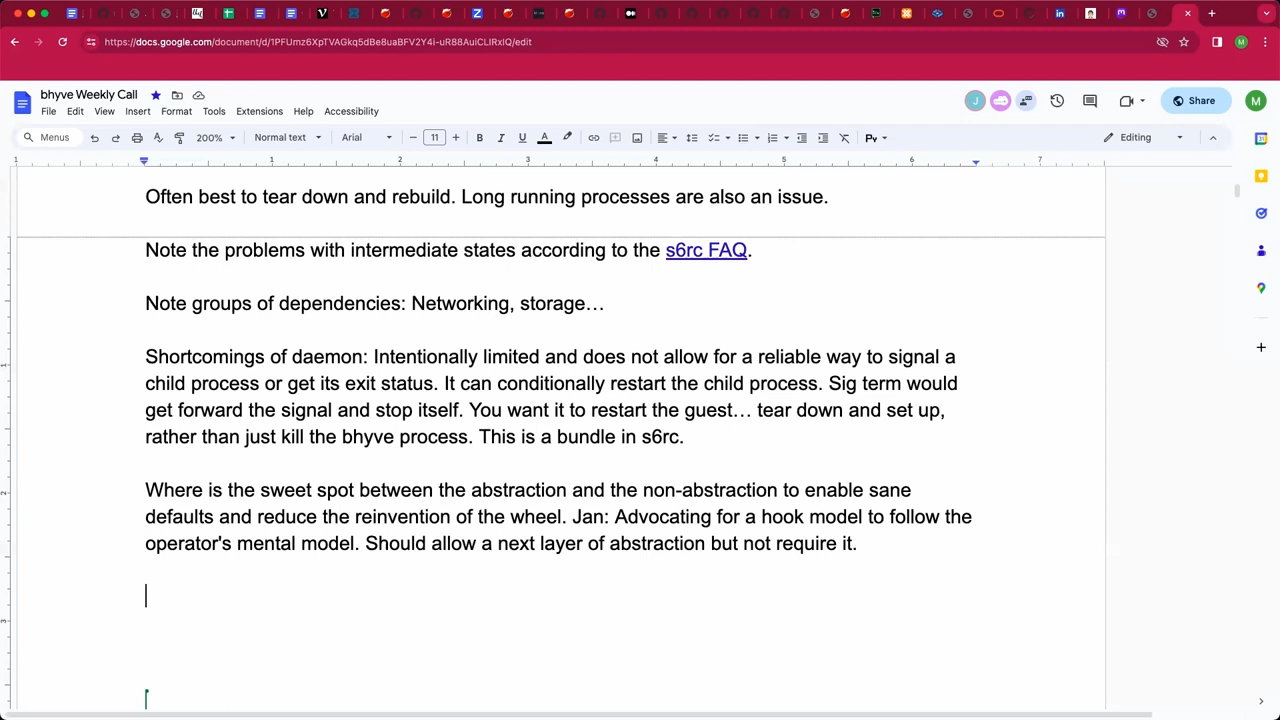 https://docs.google.com/document/d/1PFUmz6XpTVAGkq5dBe8uaBFV2Y4i-uR88AuiCLIRxIQ/edit
bhyve Weekly Call
File Edit View Insert Format Tools Extensions Help Accessibility
Share
J
M
Menus 200% Normal text Arial 11 B I U A Editing
1 1 2 3 4 5 6 7
Often best to tear down and rebuild. Long running processes are also an issue.
Note the problems with intermediate states according to the s6rc FAQ.
Note groups of dependencies: Networking, storage…
Shortcomings of daemon: Intentionally limited and does not allow for a reliable way to signal a
child process or get its exit status. It can conditionally restart the child process. Sig term would
get forward the signal and stop itself. You want it to restart the guest… tear down and set up,
rather than just kill the bhyve process. This is a bundle in s6rc.
Where is the sweet spot between the abstraction and the non-abstraction to enable sane
defaults and reduce the reinvention of the wheel. Jan: Advocating for a hook model to follow the
operator's mental model. Should allow a next layer of abstraction but not require it.